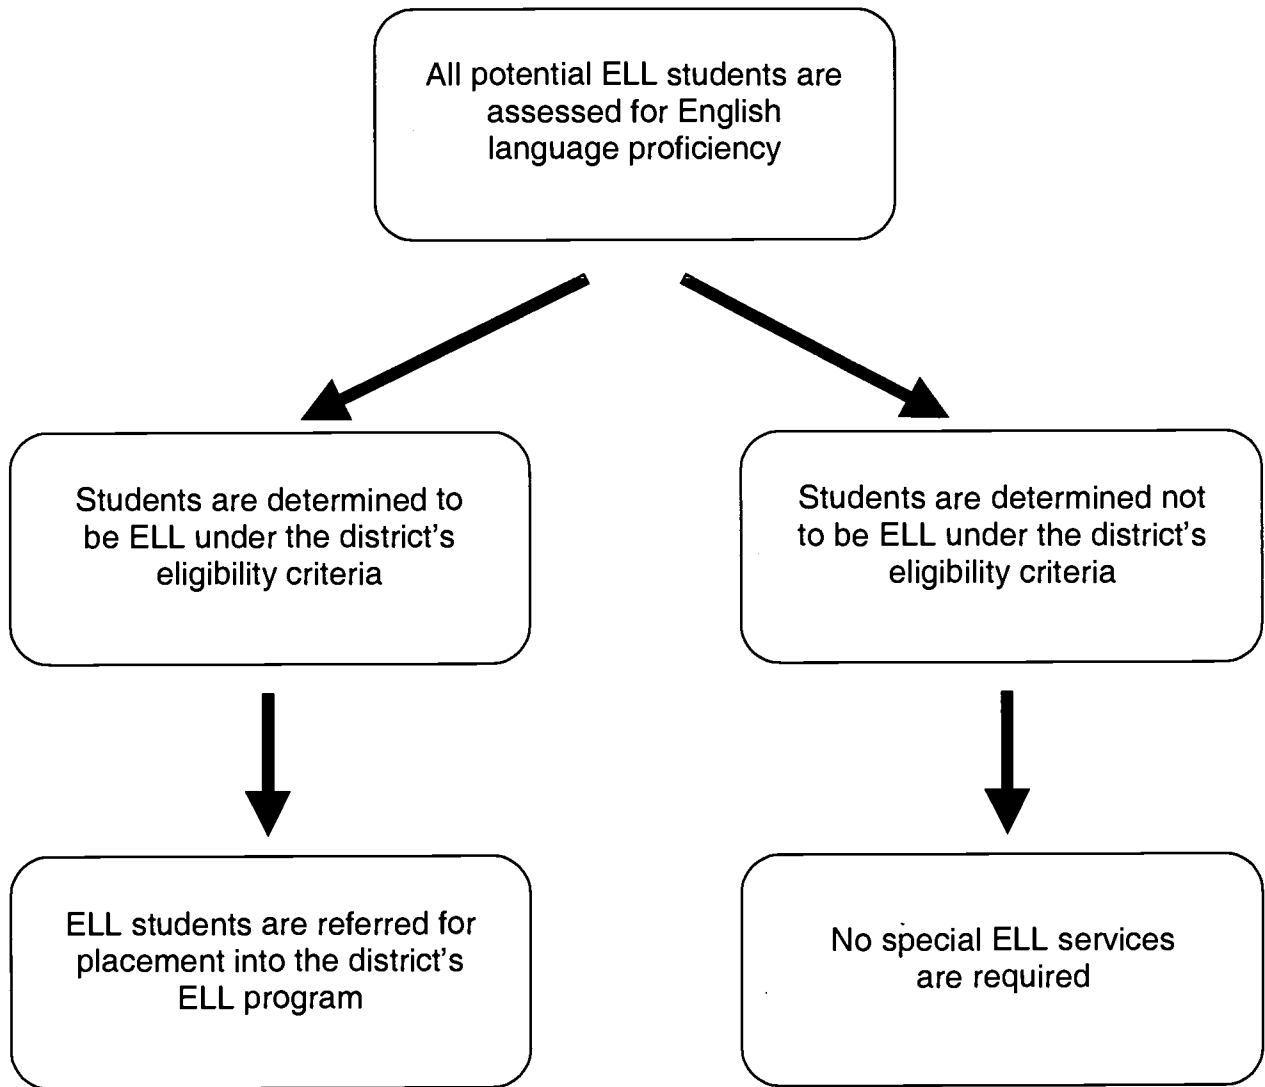 All potential ELL students are
assessed for English
language proficiency
Students are determined to
be ELL under the district's
eligibility criteria
Students are determined not
to be ELL under the district's
eligibility criteria
ELL students are referred for
placement into the district's
ELL program
No special ELL services
are required